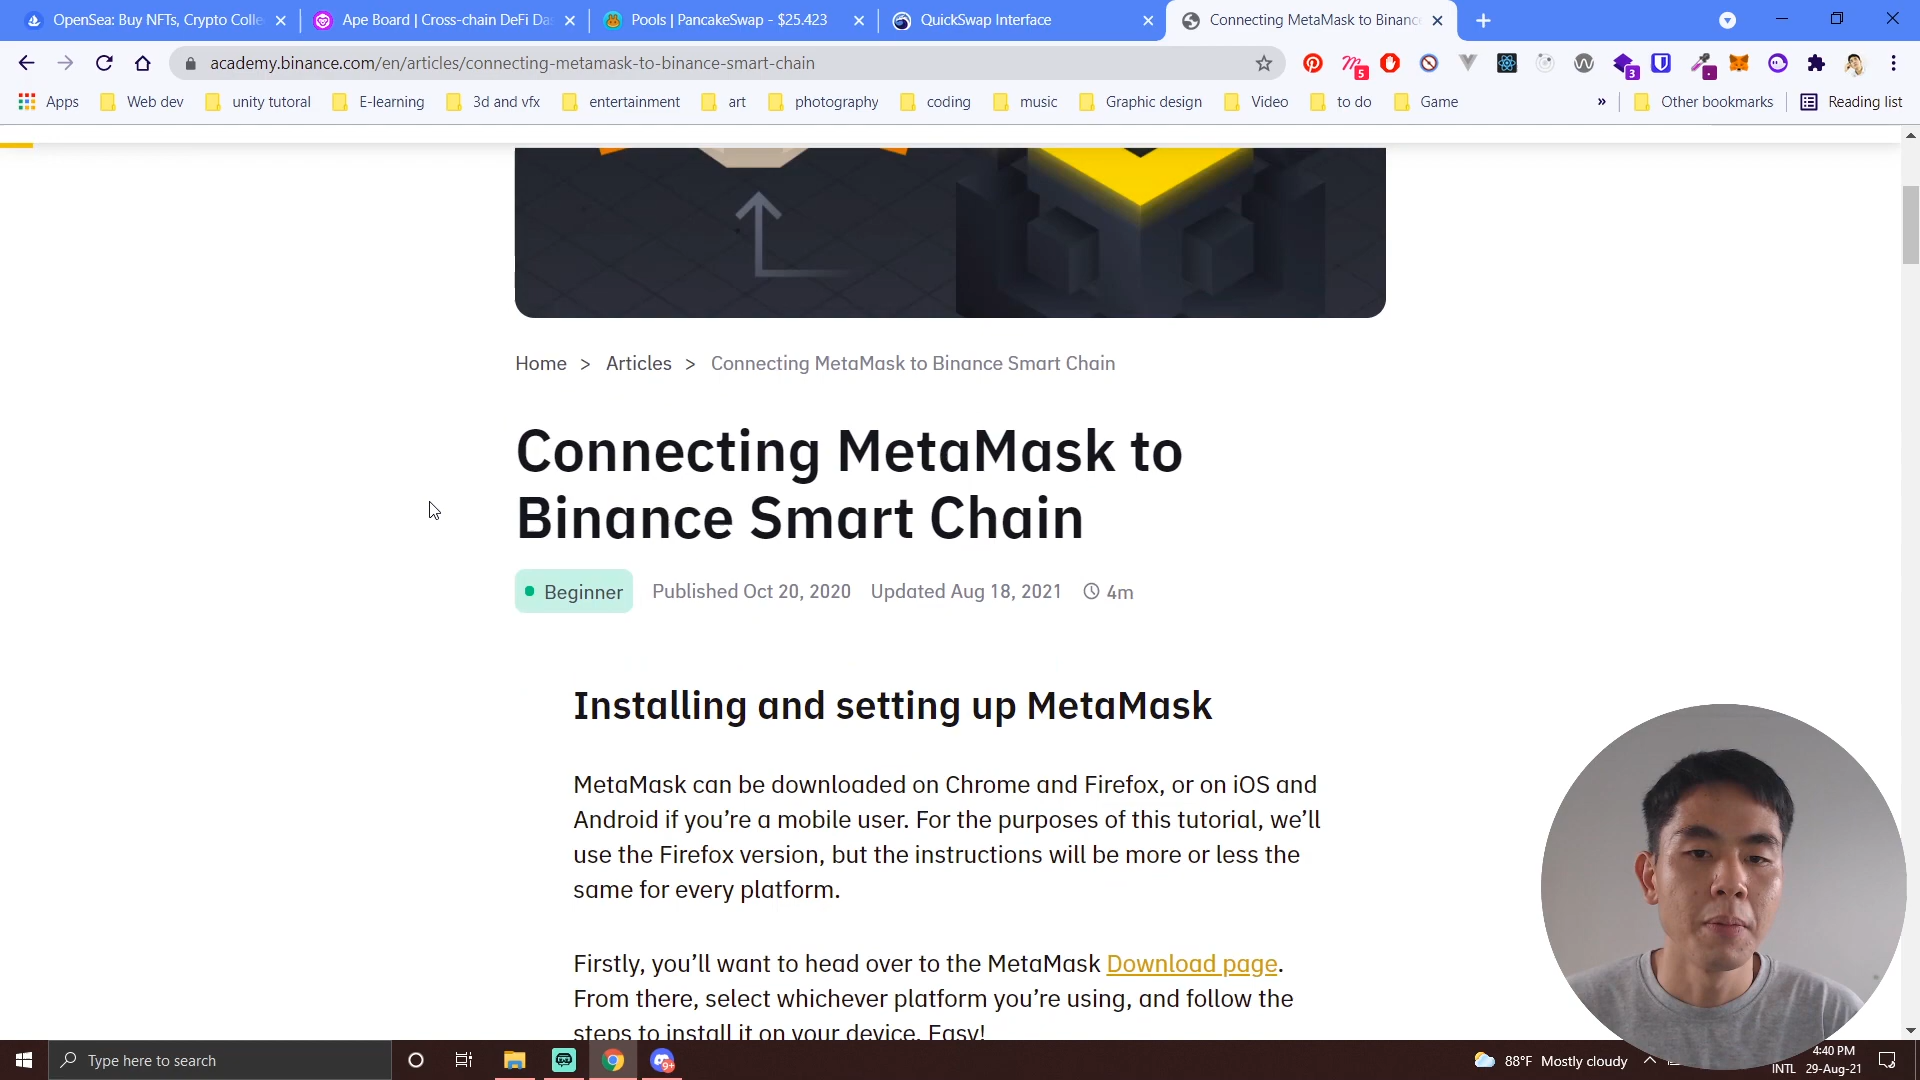 OpenSea: Buy NFTs, Crypto Colle
Ape Board | Cross-chain DeFi Das
Pools | PancakeSwap - $25.423
QuickSwap Interface
Connecting MetaMask to Binance
academy.binance.com/en/articles/connecting-metamask-to-binance-smart-chain
5
3
Apps
Web dev
unity tutorial
E-learning
3d and vfx
entertainment
art
photography
coding
music
Graphic design
Video
to do
Game
»
Other bookmarks
Reading list
Home > Articles > Connecting MetaMask to Binance Smart Chain
Connecting MetaMask to
Binance Smart Chain
Beginner
Published Oct 20, 2020
Updated Aug 18, 2021
4m
Installing and setting up MetaMask
MetaMask can be downloaded on Chrome and Firefox, or on iOS and
Android if you’re a mobile user. For the purposes of this tutorial, we’ll
use the Firefox version, but the instructions will be more or less the
same for every platform.
Firstly, you’ll want to head over to the MetaMask Download page.
From there, select whichever platform you’re using, and follow the
steps to install it on your device. Easy!
Type here to search
9+
88°F Mostly cloudy
4:40 PM
INTL
29-Aug-21